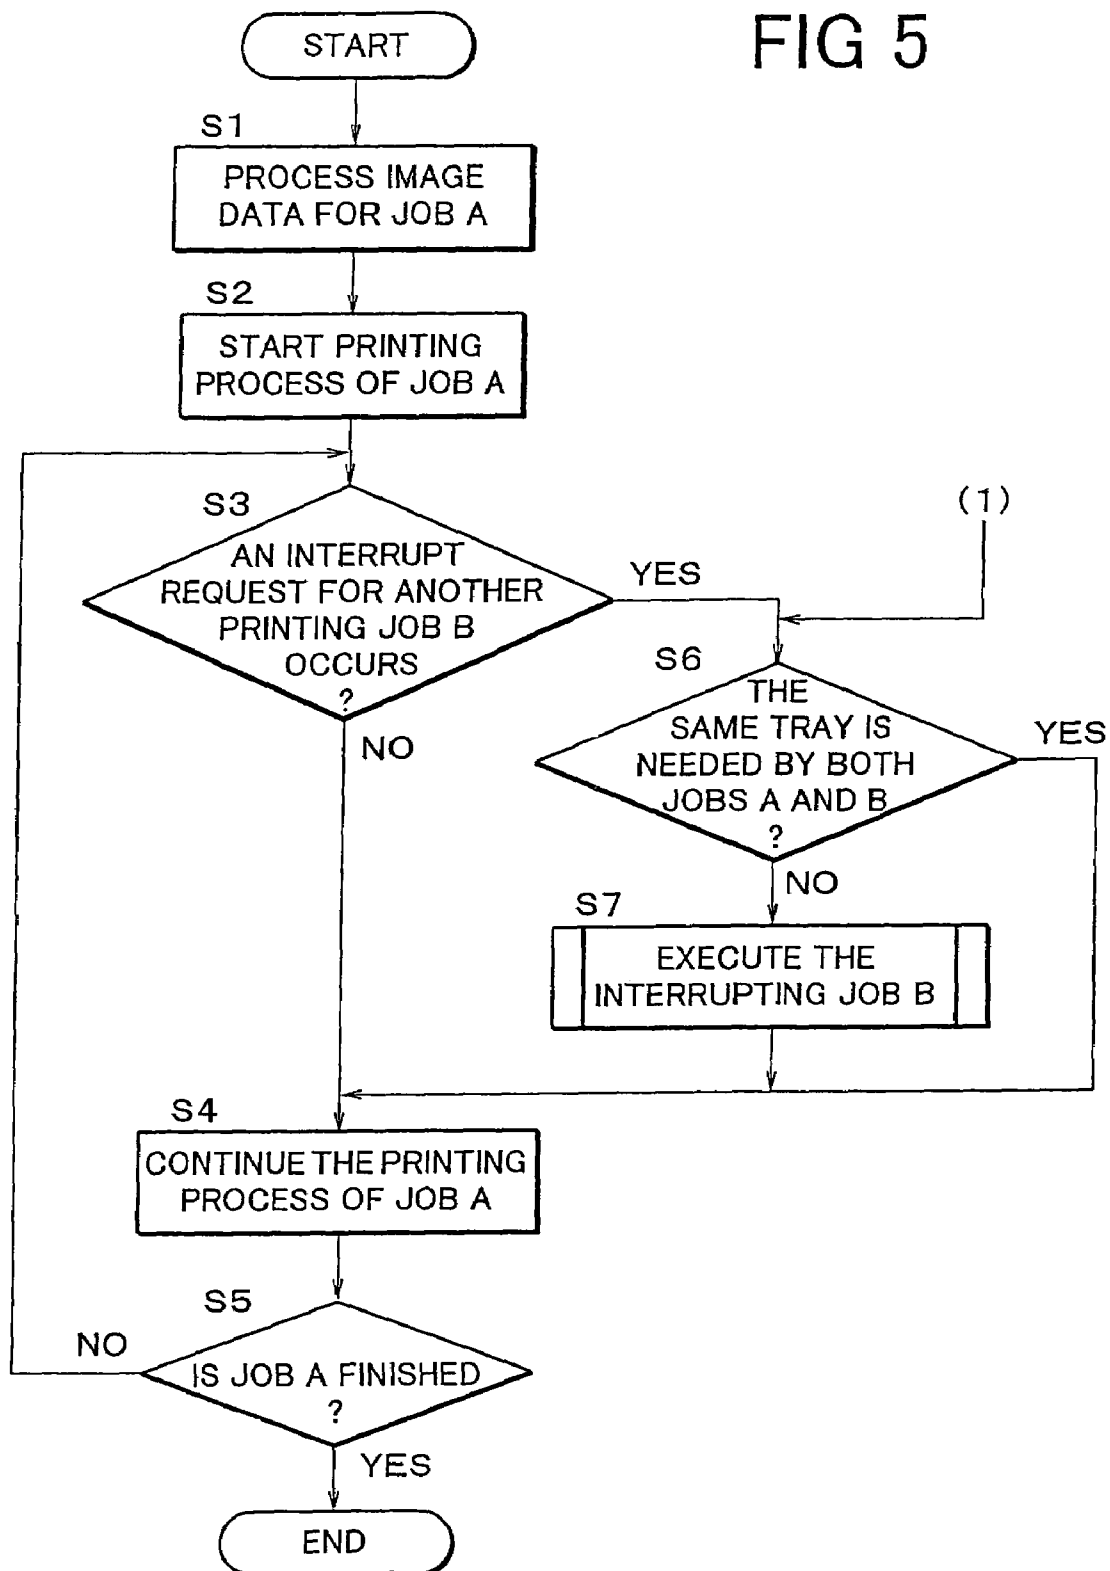 FIG 5
START
S1
PROCESS IMAGE
DATA FOR JOB A
S2
START PRINTING
PROCESS OF JOB A
S3
AN INTERRUPT
REQUEST FOR ANOTHER
PRINTING JOB B
OCCURS
?
YES
NO
(1)
S6
THE
SAME TRAY IS
NEEDED BY BOTH
JOBS A AND B
?
YES
NO
S7
EXECUTE THE
INTERRUPTING JOB B
S4
CONTINUE THE PRINTING
PROCESS OF JOB A
S5
IS JOB A FINISHED
?
NO
YES
END